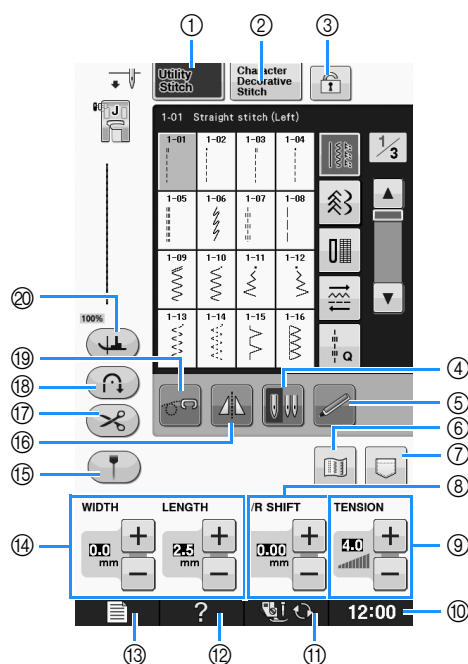 ① ② ③
Utility Stitch
Character Decorative Stitch
J
1-01 Straight stitch (Left)
1-01 1-02 1-03 1-04
1/3
1-05 1-06 1-07 1-08
1-09 1-10 1-11 1-12
1-13 1-14 1-15 1-16
Q
100%
⑳
⑲
⑱
⑰
⑯
⑮
④
⑤
⑥
⑦
⑧
WIDTH LENGTH /R SHIFT TENSION
⑭
0.0 mm + −
2.5 mm + −
0.00 mm + −
4.0 + −
⑨
? 12:00
⑩
⑬ ⑫ ⑪